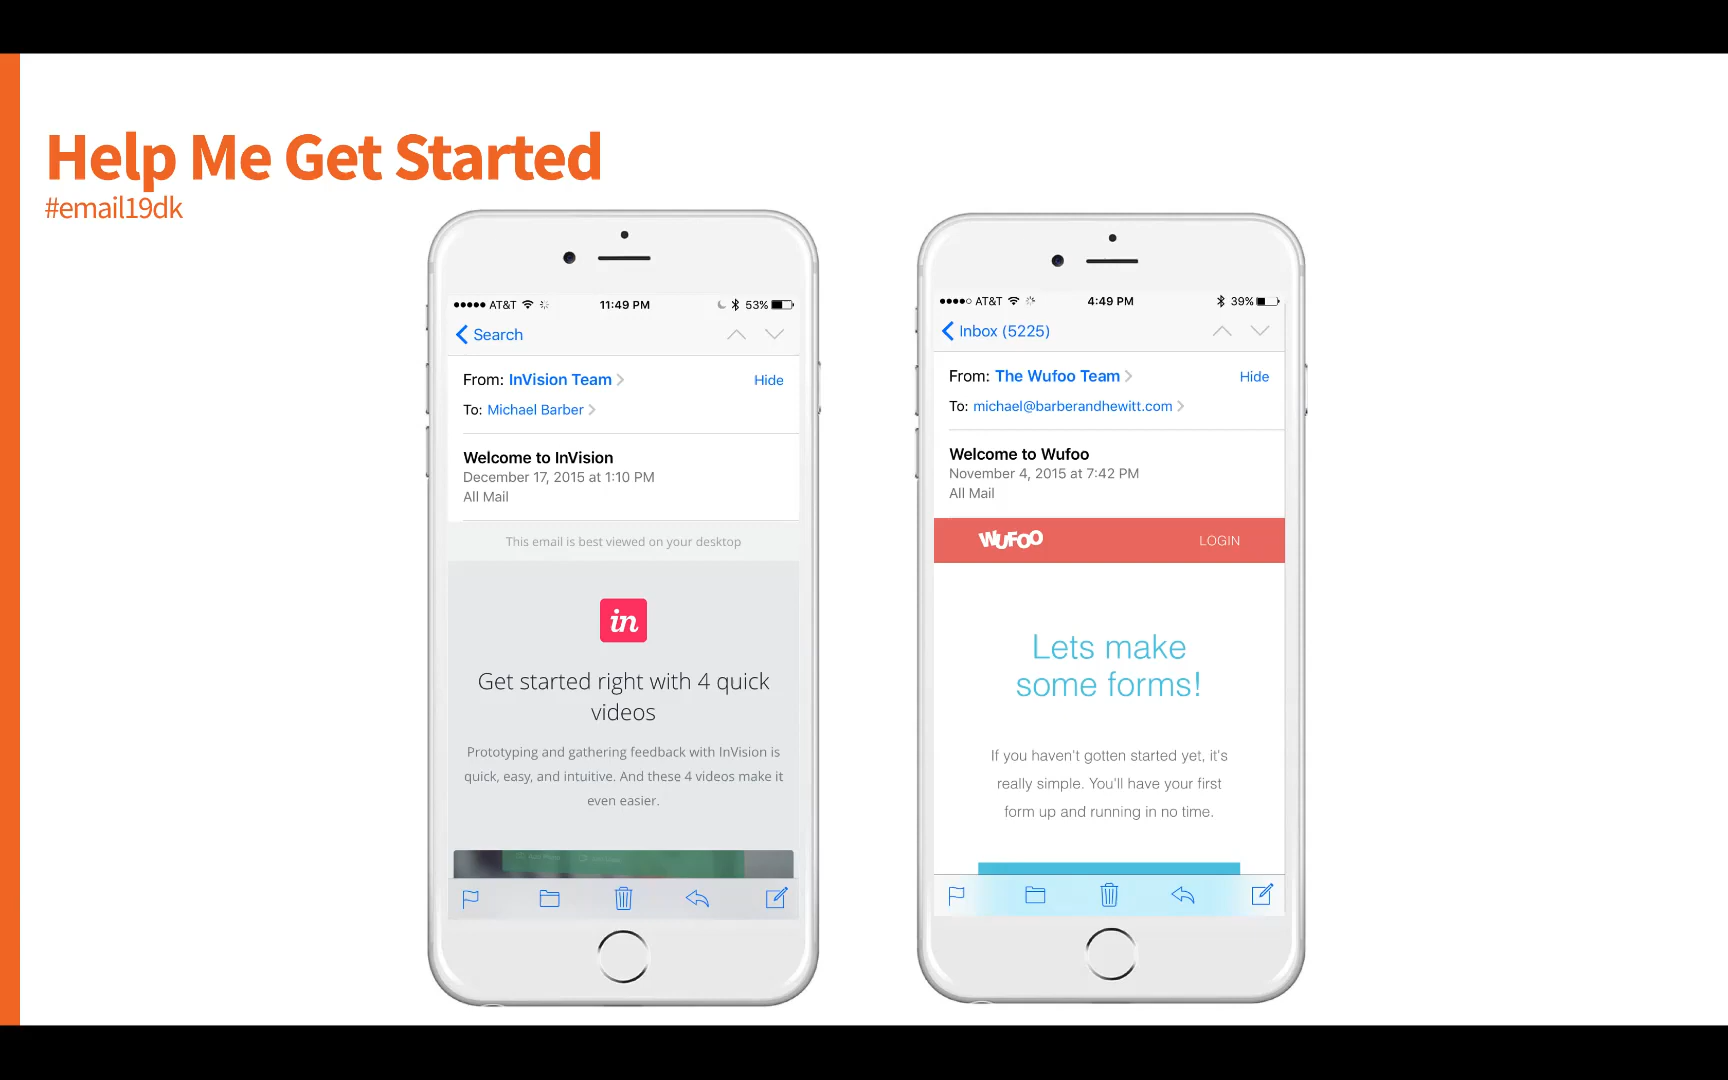 Help Me Get Started
#email19dk
AT&T 11:49 PM 53%
Search
From: InVision Team Hide
To: Michael Barber
Welcome to InVision
December 17, 2015 at 1:10 PM
All Mail
This email is best viewed on your desktop
in
Get started right with 4 quick
videos
Prototyping and gathering feedback with InVision is
quick, easy, and intuitive. And these 4 videos make it
even easier.
AT&T 4:49 PM 39%
Inbox (5225)
From: The Wufoo Team Hide
To: michael@barberandhewitt.com
Welcome to Wufoo
November 4, 2015 at 7:42 PM
All Mail
WUFOO LOGIN
Lets make
some forms!
If you haven't gotten started yet, it's
really simple. You'll have your first
form up and running in no time.